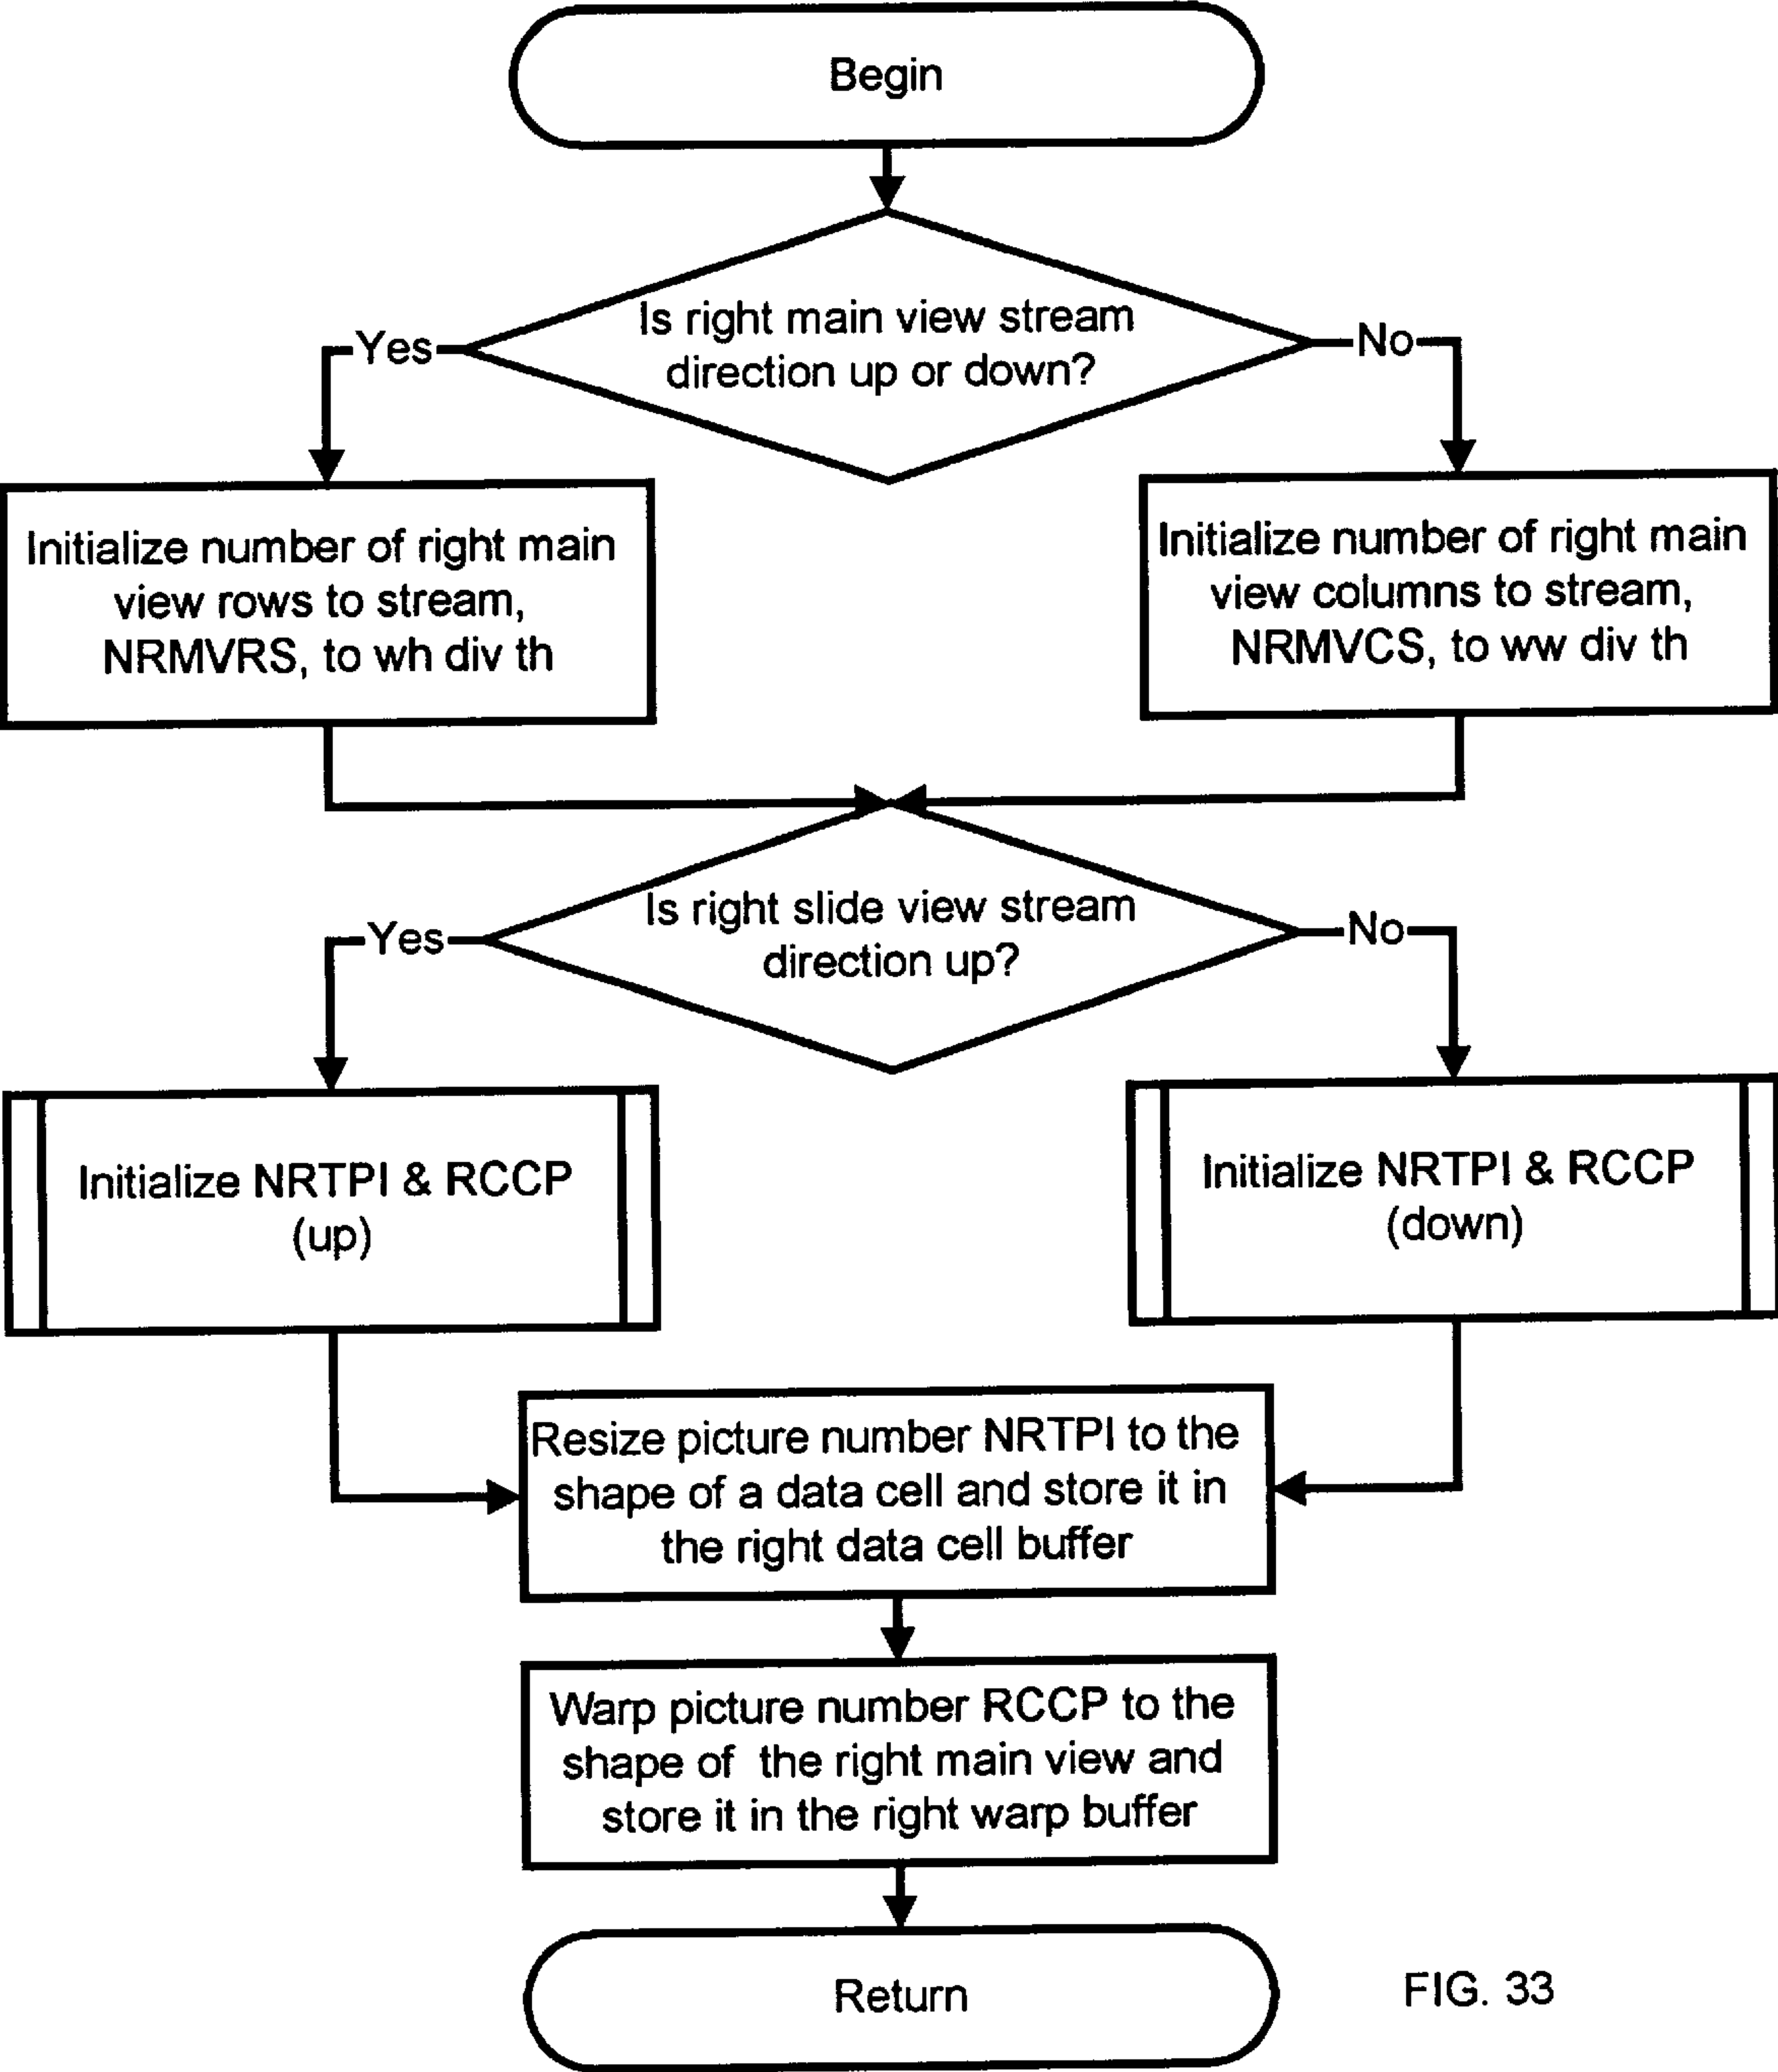 Begin
Is right main view stream
direction up or down?
Yes
No
Initialize number of right main
view rows to stream,
NRMVRS, to wh div th
Initialize number of right main
view columns to stream,
NRMVCS, to ww div th
Is right slide view stream
direction up?
Yes
No
Initialize NRTPI & RCCP
(up)
Initialize NRTPI & RCCP
(down)
Resize picture number NRTPI to the
shape of a data cell and store it in
the right data cell buffer
Warp picture number RCCP to the
shape of the right main view and
store it in the right warp buffer
Return
FIG. 33